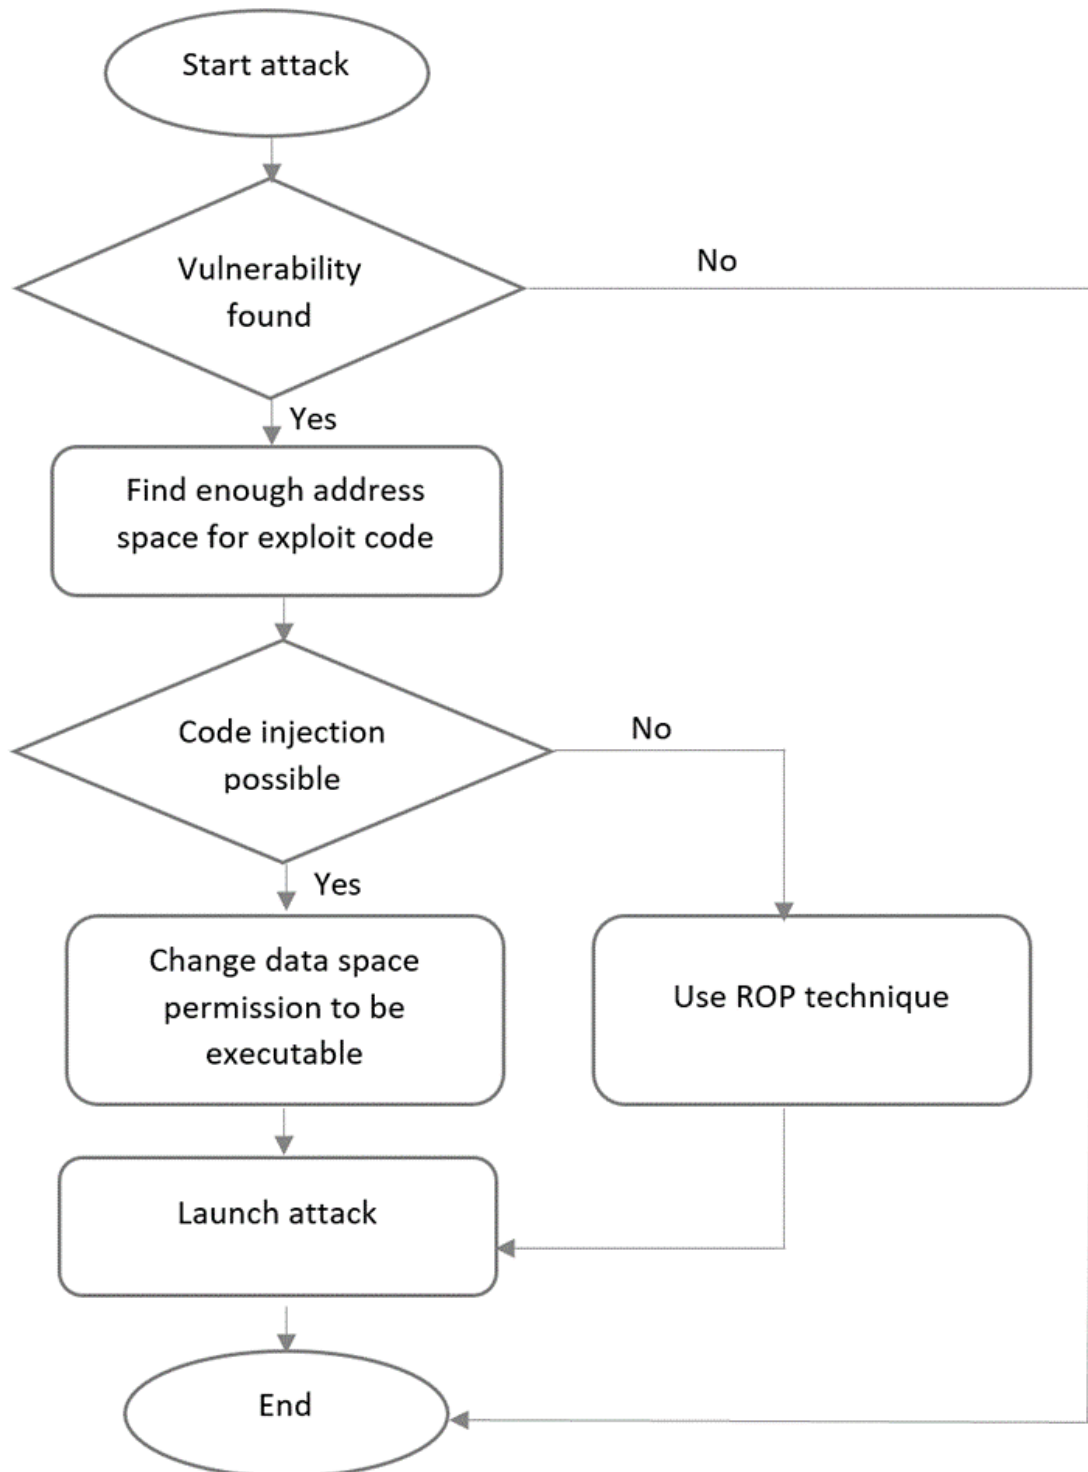 Start attack
Vulnerability
found
No
Yes
Find enough address
space for exploit code
Code injection
possible
No
Yes
Change data space
permission to be
executable
Use ROP technique
Launch attack
End